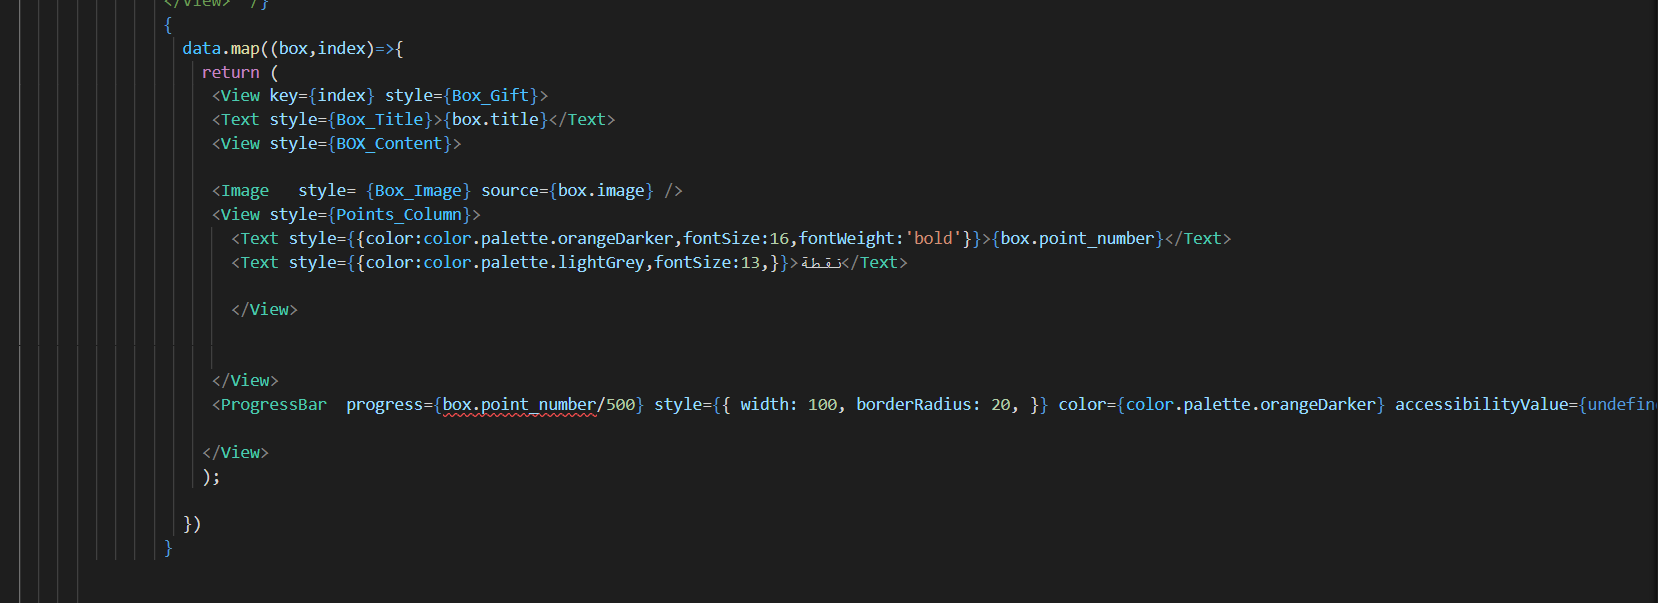 </View> */}
{
data.map((box,index)=>{
return (
<View key={index} style={Box_Gift}>
<Text style={Box_Title}>{box.title}</Text>
<View style={BOX_Content}>
<Image   style= {Box_Image} source={box.image} />
<View style={Points_Column}>
<Text style={{color:color.palette.orangeDarker,fontSize:16,fontWeight:'bold'}}>{box.point_number}</Text>
<Text style={{color:color.palette.lightGrey,fontSize:13,}}>نقطة</Text>
</View>
</View>
<ProgressBar  progress={box.point_number/500} style={{ width: 100, borderRadius: 20, }} color={color.palette.orangeDarker} accessibilityValue={undefin
</View>
);
})
}